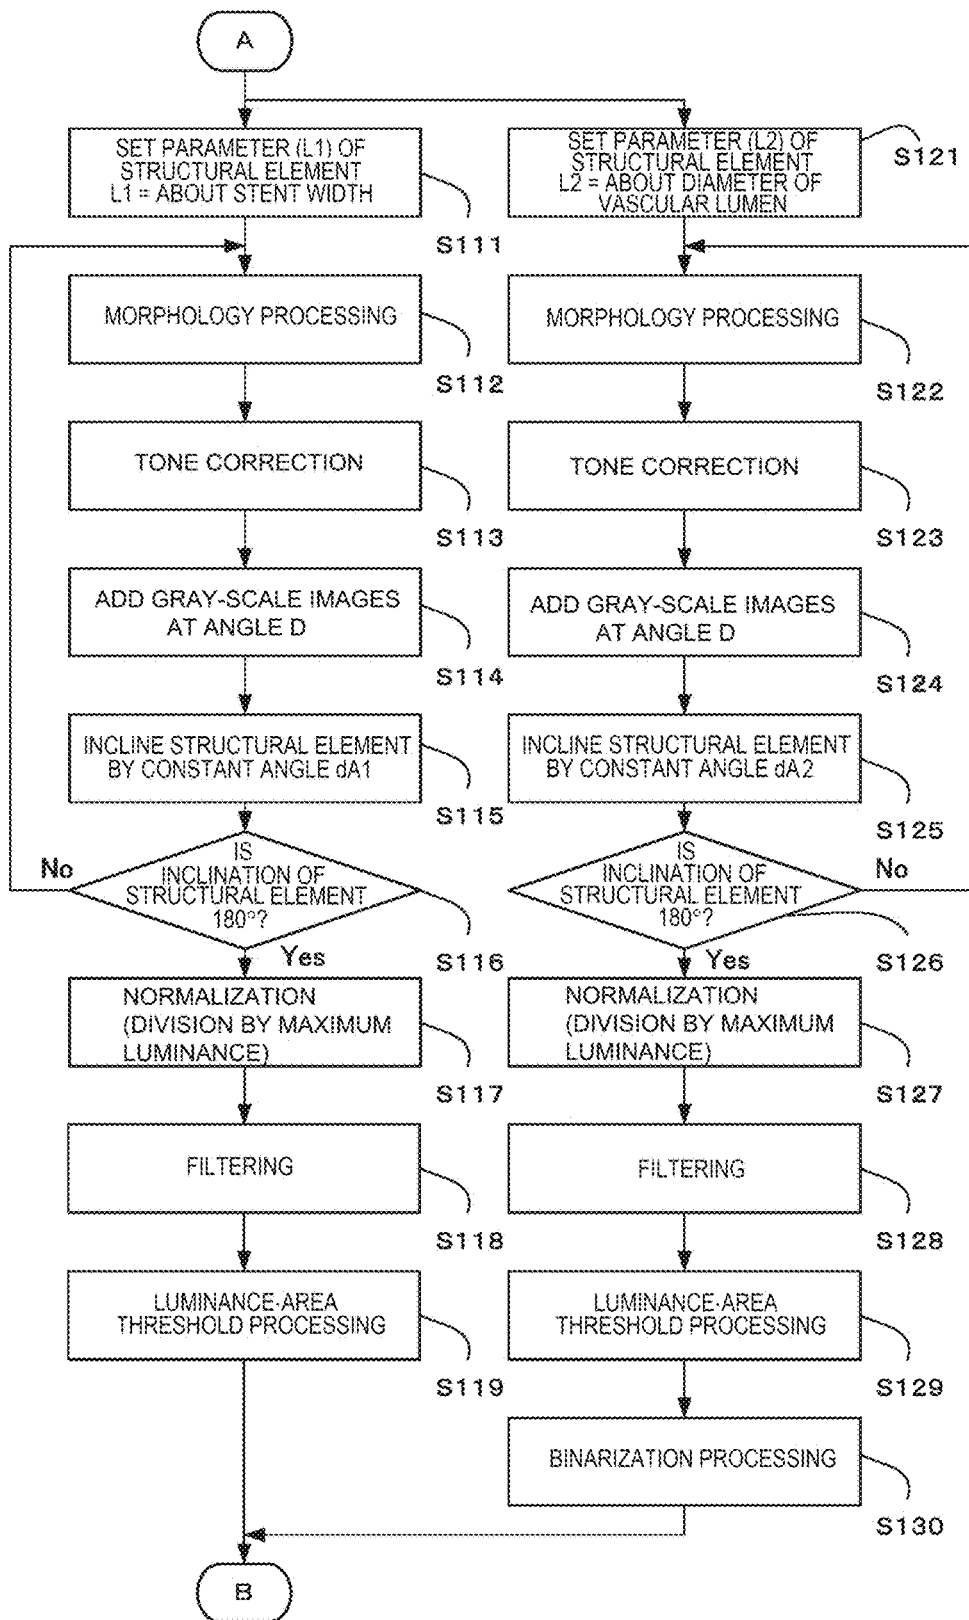 A
SET PARAMETER (L1) OF
STRUCTURAL ELEMENT
L1 = ABOUT STENT WIDTH
S111
MORPHOLOGY PROCESSING
S112
TONE CORRECTION
S113
ADD GRAY-SCALE IMAGES
AT ANGLE D
S114
INCLINE STRUCTURAL ELEMENT
BY CONSTANT ANGLE dA1
S115
No
IS
INCLINATION OF
STRUCTURAL ELEMENT
180°?
S116
Yes
NORMALIZATION
(DIVISION BY MAXIMUM
LUMINANCE)
S117
FILTERING
S118
LUMINANCE-AREA
THRESHOLD PROCESSING
S119
SET PARAMETER (L2) OF
STRUCTURAL ELEMENT
L2 = ABOUT DIAMETER OF
VASCULAR LUMEN
S121
MORPHOLOGY PROCESSING
S122
TONE CORRECTION
S123
ADD GRAY-SCALE IMAGES
AT ANGLE D
S124
INCLINE STRUCTURAL ELEMENT
BY CONSTANT ANGLE dA2
S125
IS
INCLINATION OF
STRUCTURAL ELEMENT
180°?
No
S126
Yes
NORMALIZATION
(DIVISION BY MAXIMUM
LUMINANCE)
S127
FILTERING
S128
LUMINANCE-AREA
THRESHOLD PROCESSING
S129
BINARIZATION PROCESSING
S130
B